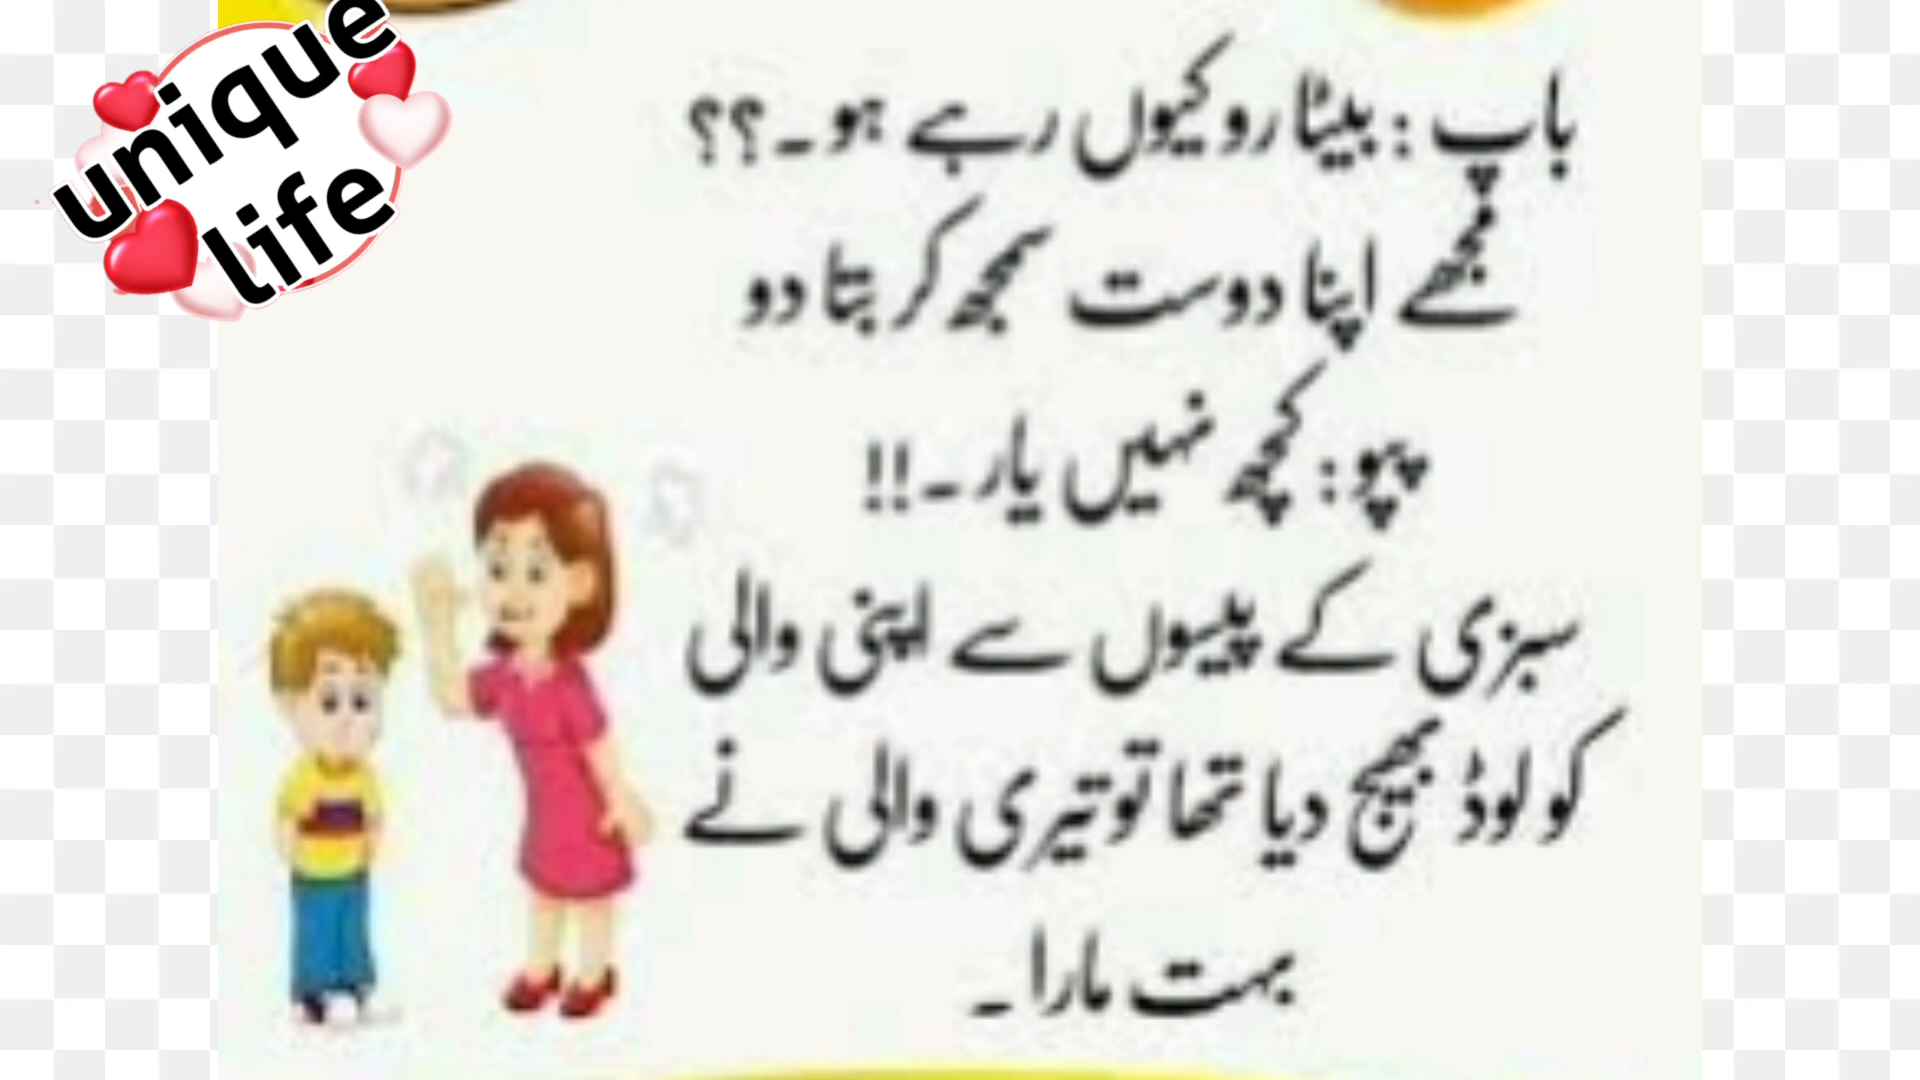 unique
life
باپ : بیٹا رو کیوں رہے ہو۔؟؟
مجھے اپنا دوست سمجھ کر بتا دو
پپو : کچھ نہیں یار۔!!
سبزی کے پیسوں سے اپنی والی
کو لوڈ بھیج دیا تھا تو تیری والی نے
بہت مارا۔